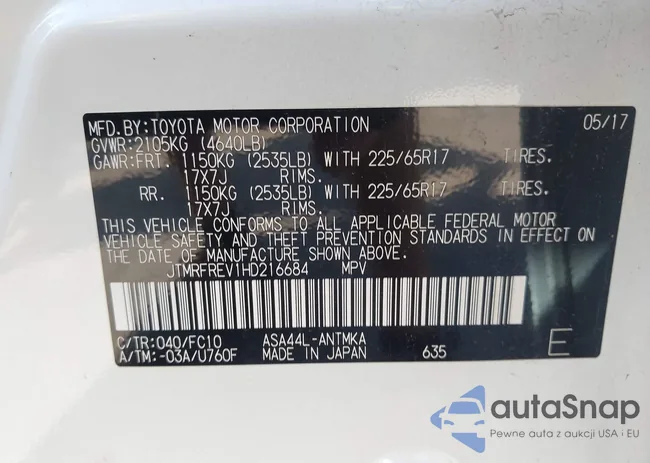 MFD.BY:TOYOTA MOTOR CORPORATION 05/17
GVWR:2105KG (4640LB)
GAWR:FRT. 1150KG (2535LB) WITH 225/65R17 TIRES.
17X7J RIMS.
RR. 1150KG (2535LB) WITH 225/65R17 TIRES.
17X7J RIMS.
THIS VEHICLE CONFORMS TO ALL APPLICABLE FEDERAL MOTOR
VEHICLE SAFETY AND THEFT PREVENTION STANDARDS IN EFFECT ON
THE DATE OF MANUFACTURE SHOWN ABOVE.
JTMRFREV1HD216684 MPV
C/TR:040/FC10 ASA44L-ANTMKA
A/TM:-03A/U760F MADE IN JAPAN 635 E
autaSnap
Pewne auta z aukcji USA i EU